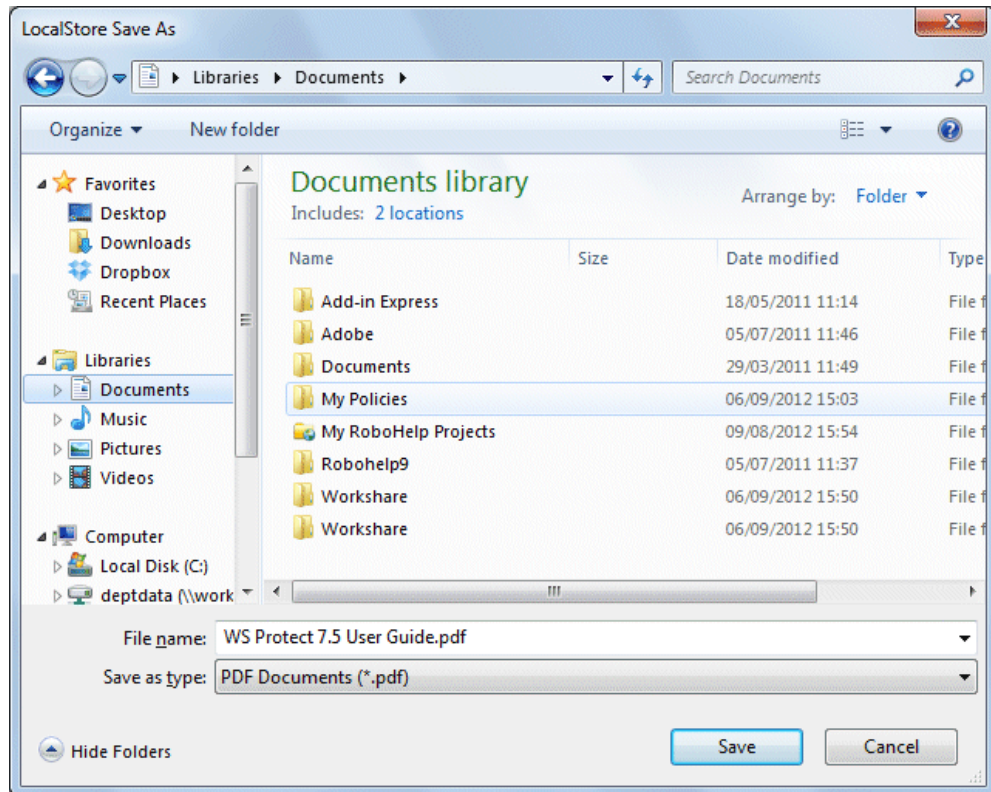 LocalStore Save As
Libraries Documents
Search Documents
Organize New folder
Favorites
Desktop
Downloads
Dropbox
Recent Places
Libraries
Documents
Music
Pictures
Videos
Computer
Local Disk (C:)
deptdata (\\work
Documents library
Includes: 2 locations
Arrange by: Folder
Name Size Date modified Type
Add-in Express 18/05/2011 11:14 File f
Adobe 05/07/2011 11:46 File f
Documents 29/03/2011 11:49 File f
My Policies 06/09/2012 15:03 File f
My RoboHelp Projects 09/08/2012 15:54 File f
Robohelp9 05/07/2011 11:37 File f
Workshare 06/09/2012 15:50 File f
Workshare 06/09/2012 15:50 File f
File name: WS Protect 7.5 User Guide.pdf
Save as type: PDF Documents (*.pdf)
Hide Folders
Save Cancel